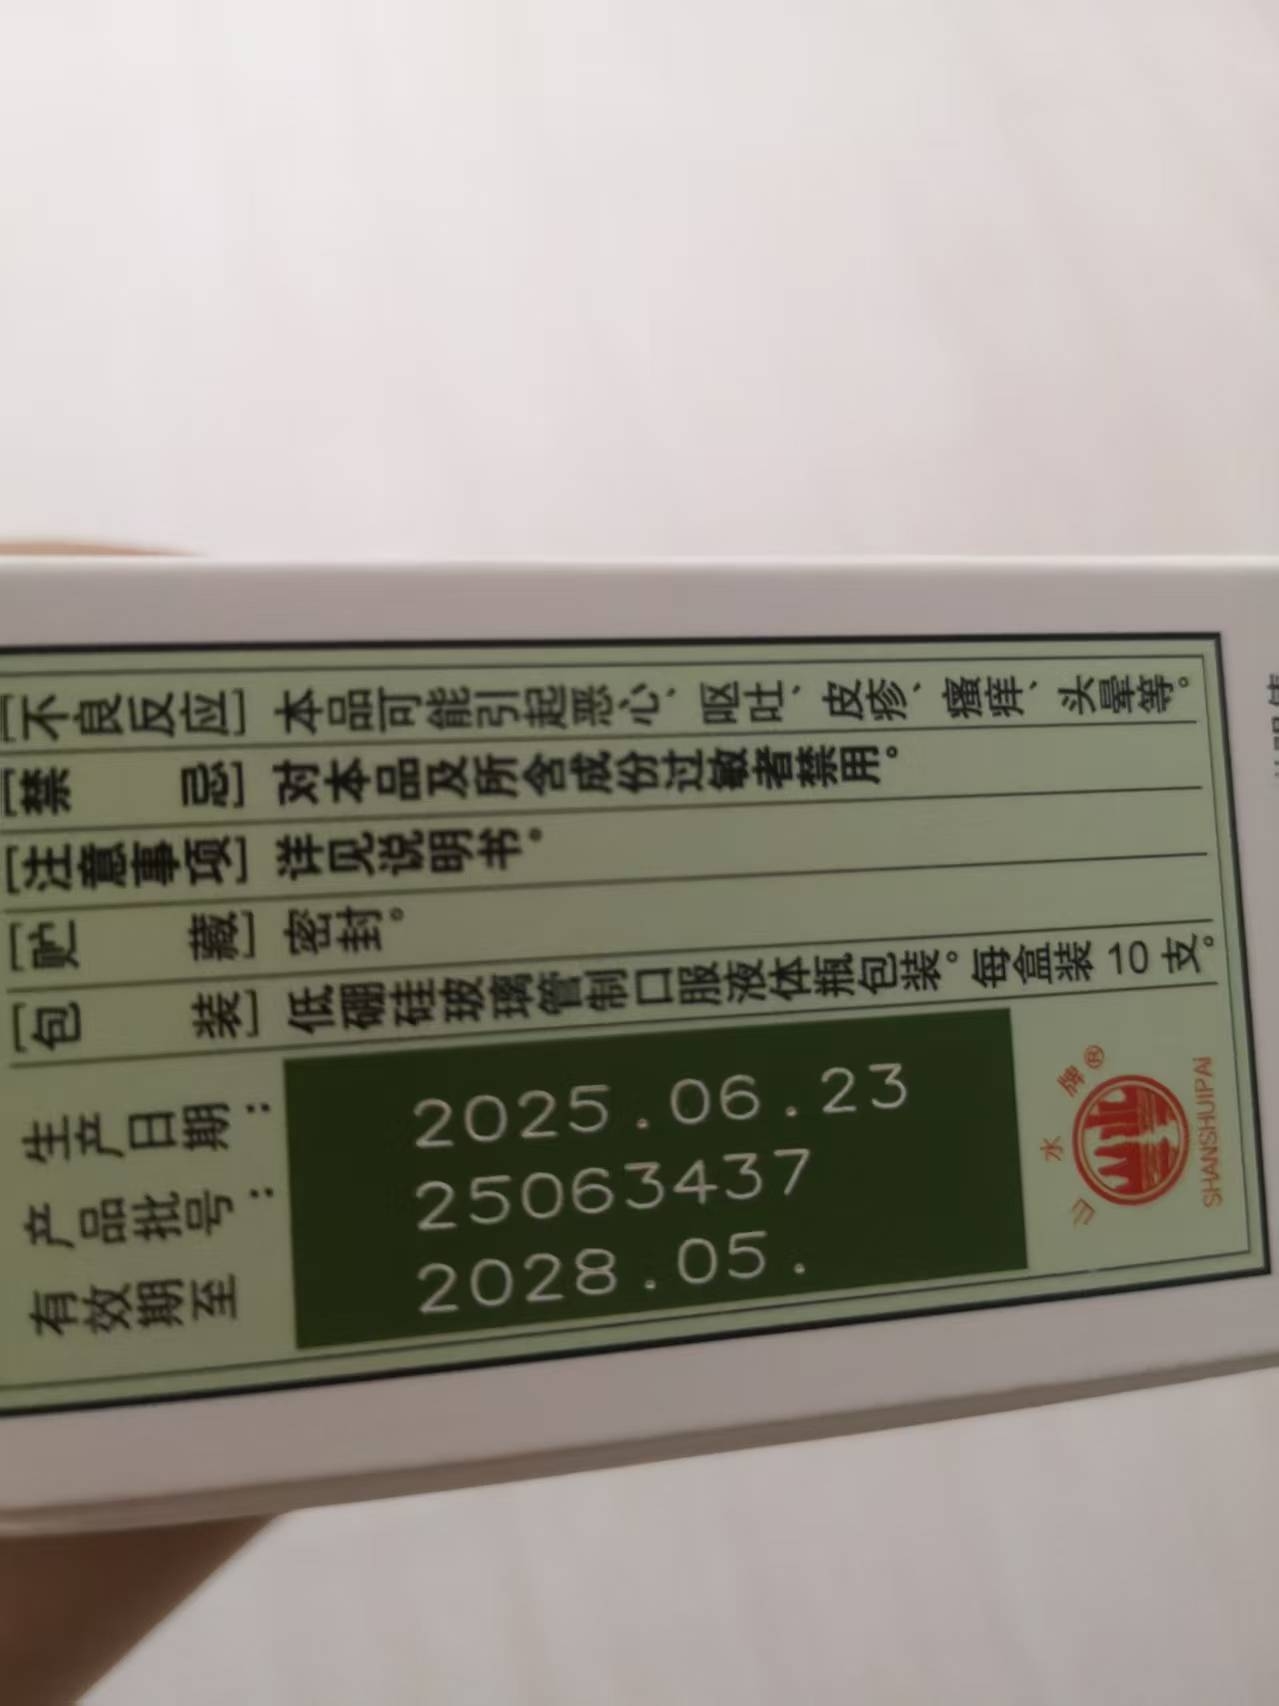 [不良反应] 本品可能引起恶心、呕吐、皮疹、瘙痒、头晕等。
[禁 忌] 对本品及所含成份过敏者禁用。
[注意事项] 详见说明书。
[贮 藏] 密封。
[包 装] 低硼硅玻璃管制口服液体瓶包装。每盒装10支。
生产日期： 2025.06.23
产品批号： 25063437
有效期至 2028.05.
山水牌®
SHANSHUIPAi